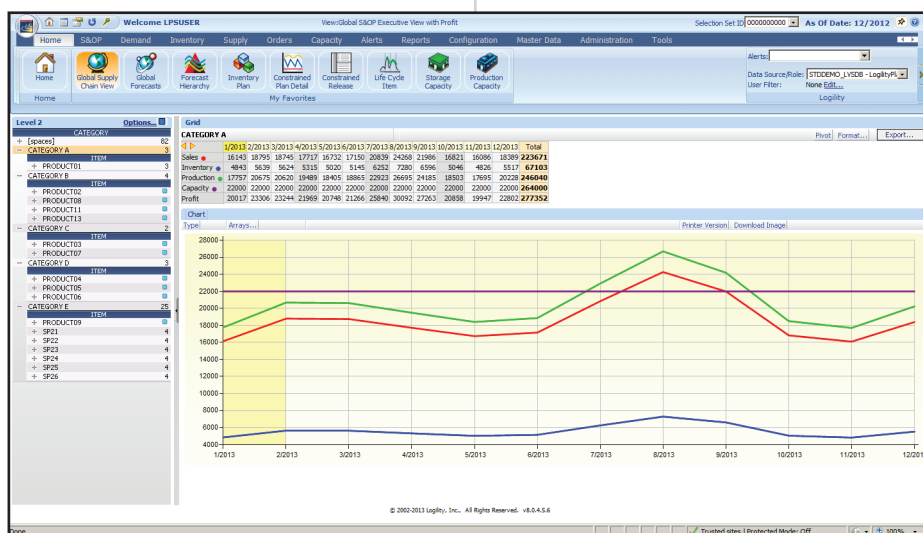 Welcome LPSUSER View:Global S&OP Executive View with Profit Selection Set ID 0000000000 As Of Date: 12/2012
Home S&OP Demand Inventory Supply Orders Capacity Alerts Reports Configuration Master Data Administration Tools
Home
Global Supply Chain View
Global Forecasts
Forecast Hierarchy
Inventory Plan
Constrained Plan Detail
Constrained Release
Life Cycle Item
Storage Capacity
Production Capacity
Alerts:
Data Source/Role: STDDEMO_LVSDB - LogilityPl
User Filter: None Edit...
Home My Favorites Logility
Level 2 Options...
CATEGORY
+ [spaces] 82
− CATEGORY A 3
ITEM
+ PRODUCT01 3
− CATEGORY B 4
ITEM
+ PRODUCT02
+ PRODUCT08
+ PRODUCT11
+ PRODUCT13
− CATEGORY C 2
ITEM
+ PRODUCT03
+ PRODUCT07
− CATEGORY D 3
ITEM
+ PRODUCT04
+ PRODUCT05
+ PRODUCT06
− CATEGORY E 25
ITEM
+ PRODUCT09
+ SP21 4
+ SP22 4
+ SP23 4
+ SP24 4
+ SP25 4
+ SP26 4
Grid
CATEGORY A Pivot Format... Export...
1/2013 2/2013 3/2013 4/2013 5/2013 6/2013 7/2013 8/2013 9/2013 10/2013 11/2013 12/2013 Total
Sales 16143 18795 18745 17717 16732 17150 20839 24268 21986 16821 16086 18389 223671
Inventory 4843 5639 5624 5315 5020 5145 6252 7280 6596 5046 4826 5517 67103
Production 17757 20675 20620 19489 18405 18865 22923 26695 24185 18503 17695 20228 246040
Capacity 22000 22000 22000 22000 22000 22000 22000 22000 22000 22000 22000 22000 264000
Profit 20017 23306 23244 21969 20748 21266 25840 30092 27263 20858 19947 22802 277352
Chart
Type Arrays... Printer Version Download Image
28000
26000
24000
22000
20000
18000
16000
14000
12000
10000
8000
6000
4000
1/2013 2/2013 3/2013 4/2013 5/2013 6/2013 7/2013 8/2013 9/2013 10/2013 11/2013 12/201
© 2002-2013 Logility, Inc., All Rights Reserved. v8.0.4.5.6
Done Trusted sites | Protected Mode: Off 100%